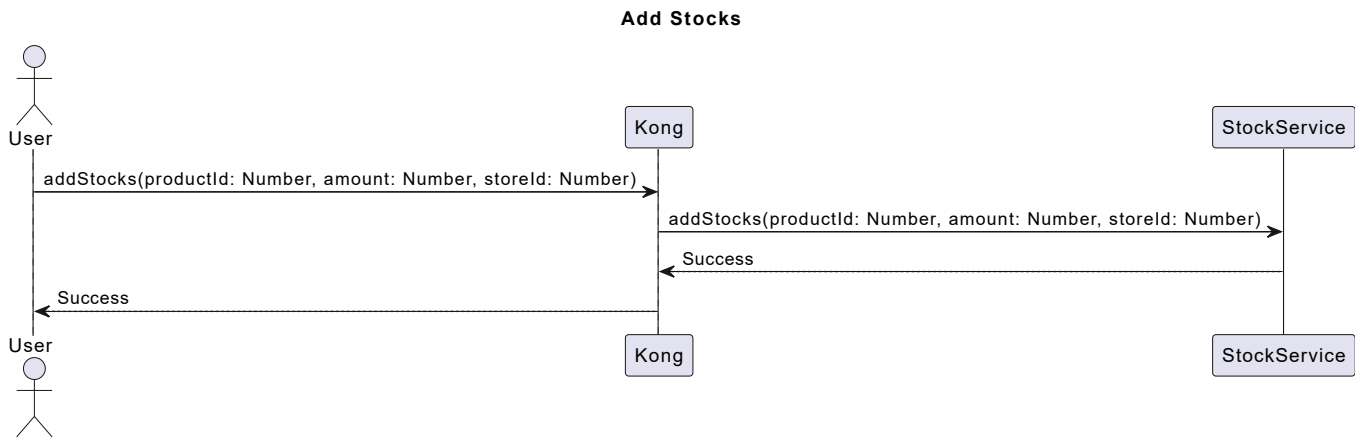 Add Stocks
User
Kong
StockService
addStocks(productId: Number, amount: Number, storeId: Number)
addStocks(productId: Number, amount: Number, storeId: Number)
Success
Success
User
Kong
StockService